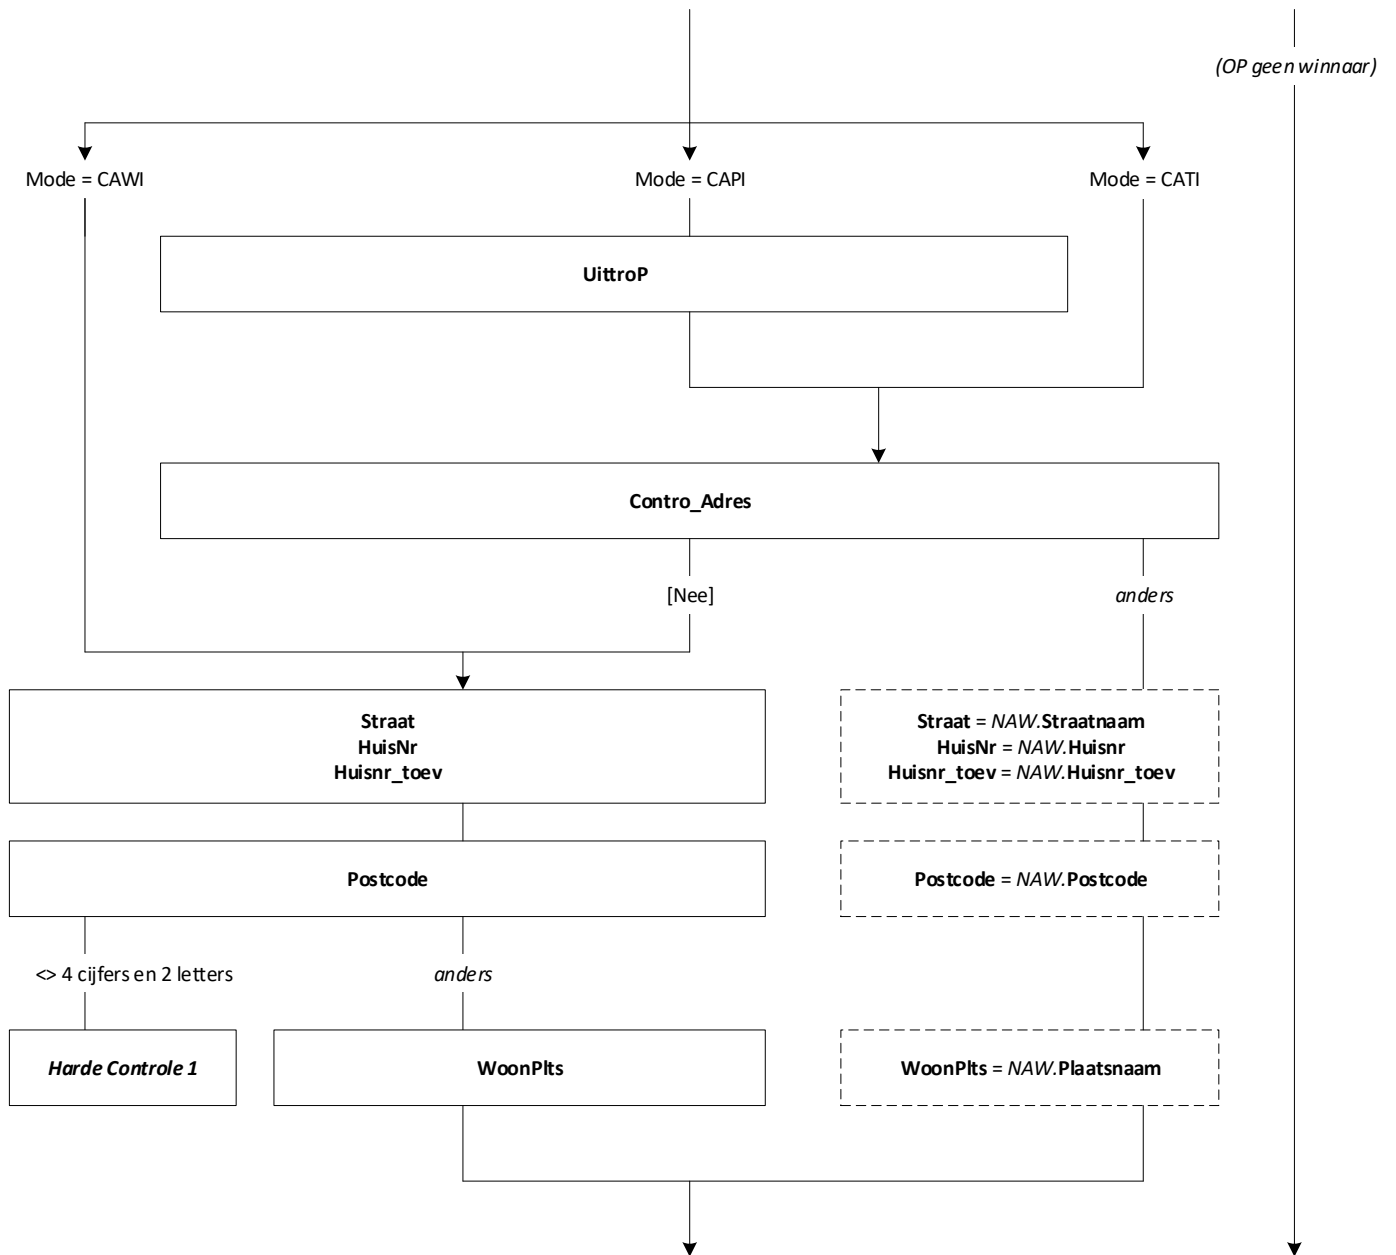 (OP geen winnaar)
Mode = CAWI
Mode = CAPI
Mode = CATI
UittroP
Contro_Adres
[Nee]
anders
Straat
HuisNr
Huisnr_toev
Straat = NAW.Straatnaam
HuisNr = NAW.Huisnr
Huisnr_toev = NAW.Huisnr_toev
Postcode
Postcode = NAW.Postcode
<> 4 cijfers en 2 letters
anders
Harde Controle 1
WoonPlts
WoonPlts = NAW.Plaatsnaam